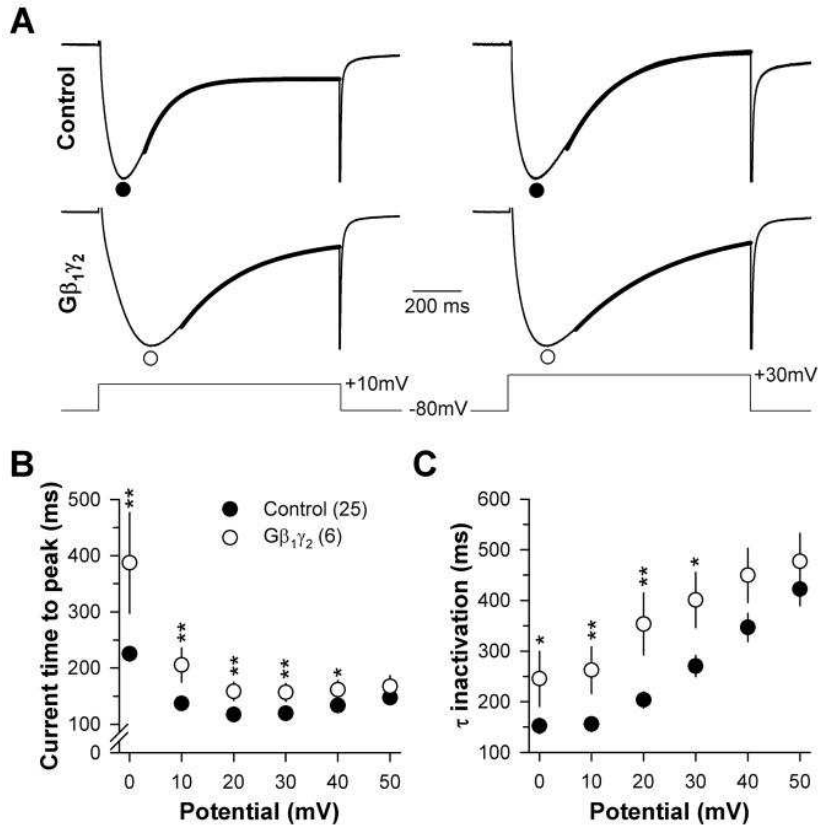 A
Control
Gβ₁γ₂
200 ms
+10mV
-80mV
+30mV
B
Current time to peak (ms)
500
400
300
200
100
0
**
**
**
**
*
Control (25)
Gβ₁γ₂ (6)
0 10 20 30 40 50
Potential (mV)
C
τ inactivation (ms)
600
500
400
300
200
100
*
**
**
*
0 10 20 30 40 50
Potential (mV)